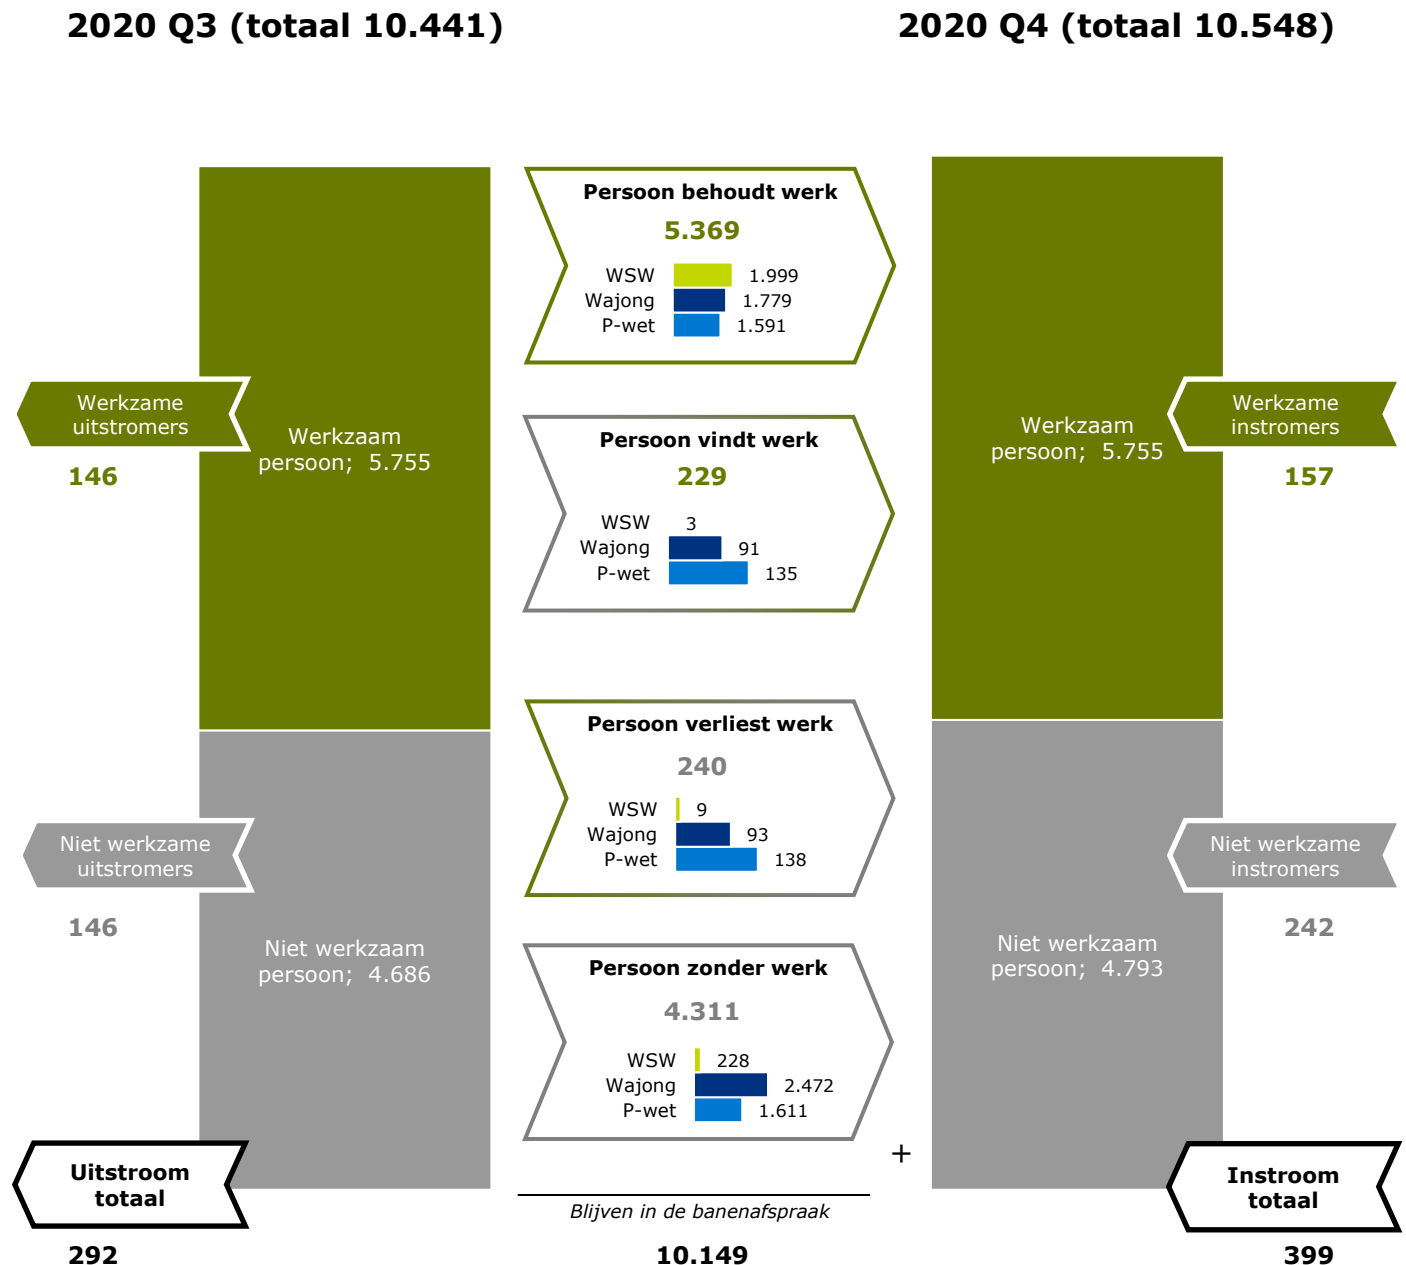 2020 Q3 (totaal 10.441)
2020 Q4 (totaal 10.548)
Werkzame
uitstromers
146
Werkzaam
persoon;  5.755
Niet werkzame
uitstromers
146
Niet werkzaam
persoon;  4.686
Uitstroom
totaal
292
Persoon behoudt werk
5.369
WSW 1.999
Wajong 1.779
P-wet 1.591
Persoon vindt werk
229
WSW 3
Wajong 91
P-wet 135
Persoon verliest werk
240
WSW 9
Wajong 93
P-wet 138
Persoon zonder werk
4.311
WSW 228
Wajong 2.472
P-wet 1.611
+
Blijven in de banenafspraak
10.149
Werkzaam
persoon;  5.755
Werkzame
instromers
157
Niet werkzame
instromers
242
Niet werkzaam
persoon;  4.793
Instroom
totaal
399